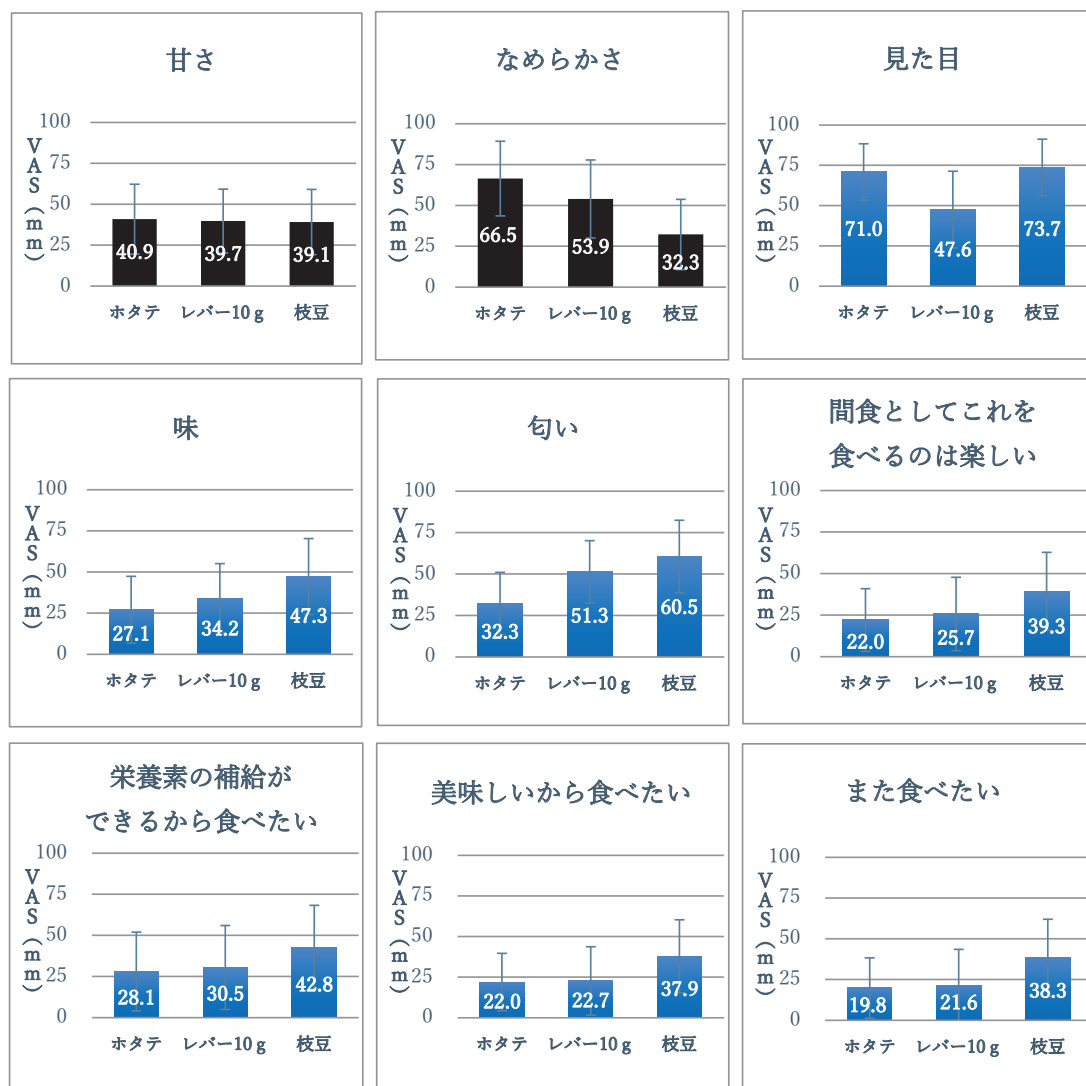 甘さ
VAS(mm)
100
75
50
25
0
40.9
39.7
39.1
ホタテ
レバー10g
枝豆
なめらかさ
VAS(mm)
100
75
50
25
0
66.5
53.9
32.3
ホタテ
レバー10g
枝豆
見た目
VAS(mm)
100
75
50
25
0
71.0
47.6
73.7
ホタテ
レバー10g
枝豆
味
VAS(mm)
100
75
50
25
0
27.1
34.2
47.3
ホタテ
レバー10g
枝豆
匂い
VAS(mm)
100
75
50
25
0
32.3
51.3
60.5
ホタテ
レバー10g
枝豆
間食としてこれを
食べるのは楽しい
VAS(mm)
100
75
50
25
0
22.0
25.7
39.3
ホタテ
レバー10g
枝豆
栄養素の補給が
できるから食べたい
VAS(mm)
100
75
50
25
0
28.1
30.5
42.8
ホタテ
レバー10g
枝豆
美味しいから食べたい
VAS(mm)
100
75
50
25
0
22.0
22.7
37.9
ホタテ
レバー10g
枝豆
また食べたい
VAS(mm)
100
75
50
25
0
19.8
21.6
38.3
ホタテ
レバー10g
枝豆